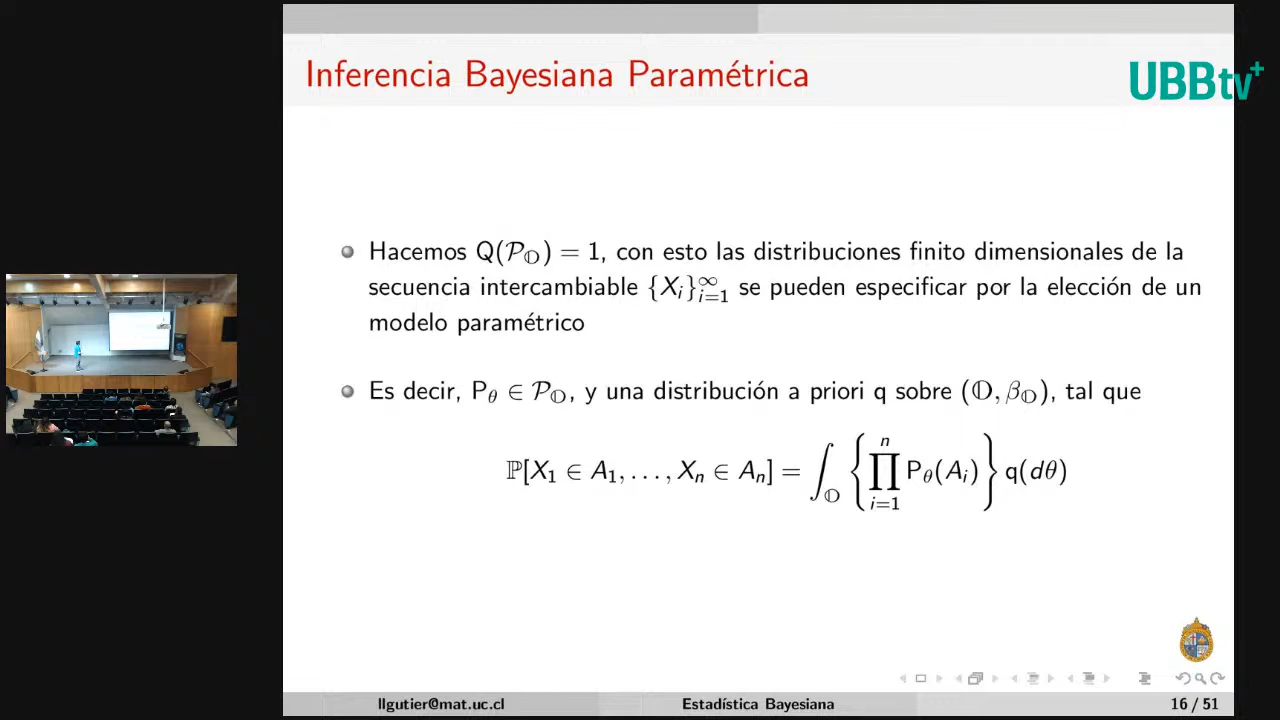 Inferencia Bayesiana Paramétrica
UBBtv+
Hacemos Q(𝒫_𝕆) = 1, con esto las distribuciones finito dimensionales de la
secuencia intercambiable {X_i}_{i=1}^∞ se pueden especificar por la elección de un
modelo paramétrico
Es decir, P_θ ∈ 𝒫_𝕆, y una distribución a priori q sobre (𝕆, β_𝕆), tal que
ℙ[X_1 ∈ A_1, . . . , X_n ∈ A_n] = ∫_𝕆 {∏_{i=1}^n P_θ(A_i)} q(dθ)
llgutier@mat.uc.cl Estadística Bayesiana 16 / 51